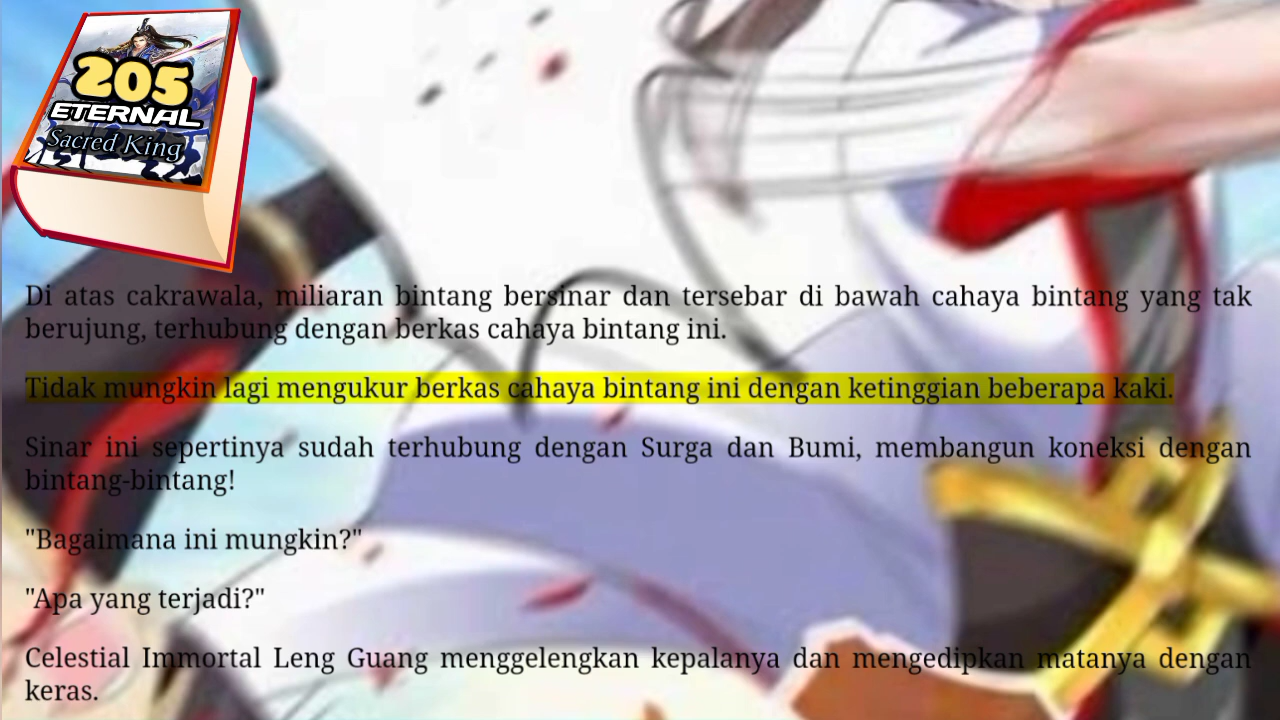 205
ETERNAL
Sacred King
Di atas cakrawala, miliaran bintang bersinar dan tersebar di bawah cahaya bintang yang tak
berujung, terhubung dengan berkas cahaya bintang ini.
Tidak mungkin lagi mengukur berkas cahaya bintang ini dengan ketinggian beberapa kaki.
Sinar ini sepertinya sudah terhubung dengan Surga dan Bumi, membangun koneksi dengan
bintang-bintang!
"Bagaimana ini mungkin?"
"Apa yang terjadi?"
Celestial Immortal Leng Guang menggelengkan kepalanya dan mengedipkan matanya dengan
keras.